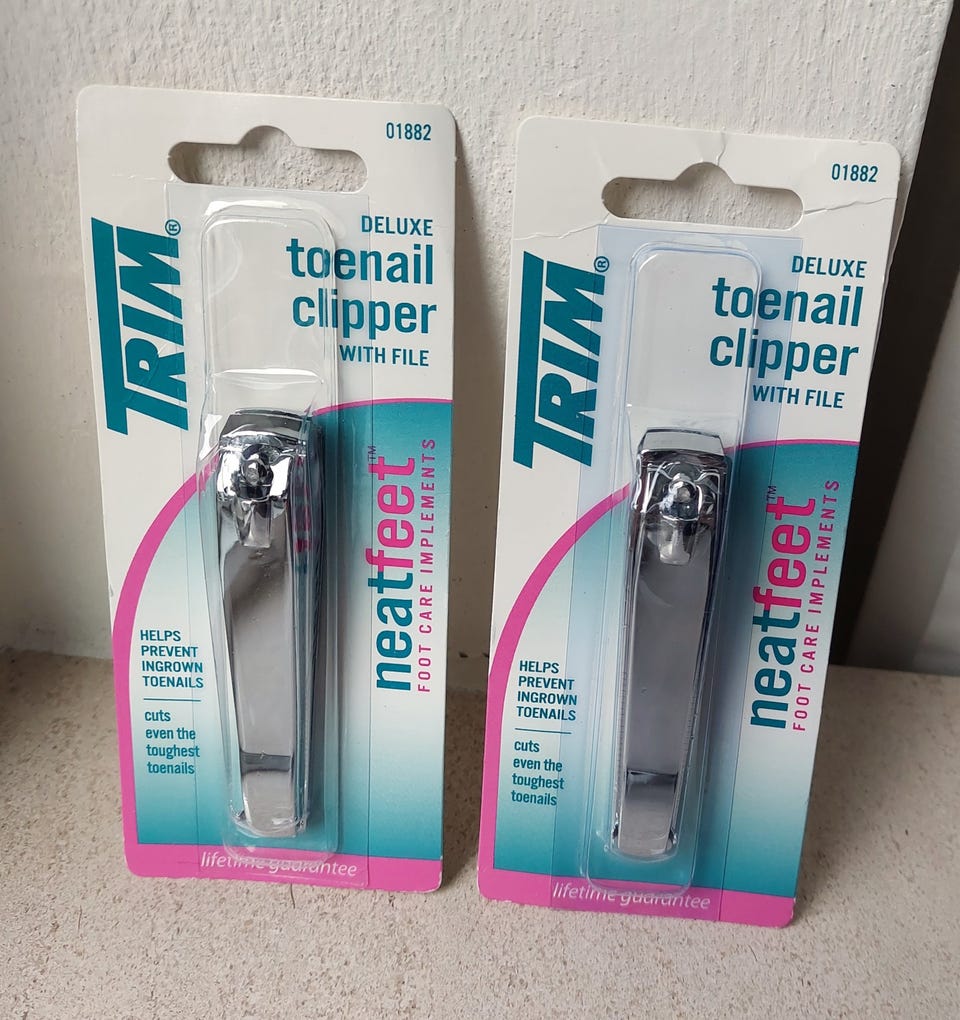 01882
TRIM®
DELUXE
toenail
clipper
WITH FILE
neatfeet™
FOOT CARE IMPLEMENTS
HELPS
PREVENT
INGROWN
TOENAILS
cuts
even the
toughest
toenails
lifetime guarantee
01882
TRIM®
DELUXE
toenail
clipper
WITH FILE
neatfeet™
FOOT CARE IMPLEMENTS
HELPS
PREVENT
INGROWN
TOENAILS
cuts
even the
toughest
toenails
lifetime guarantee